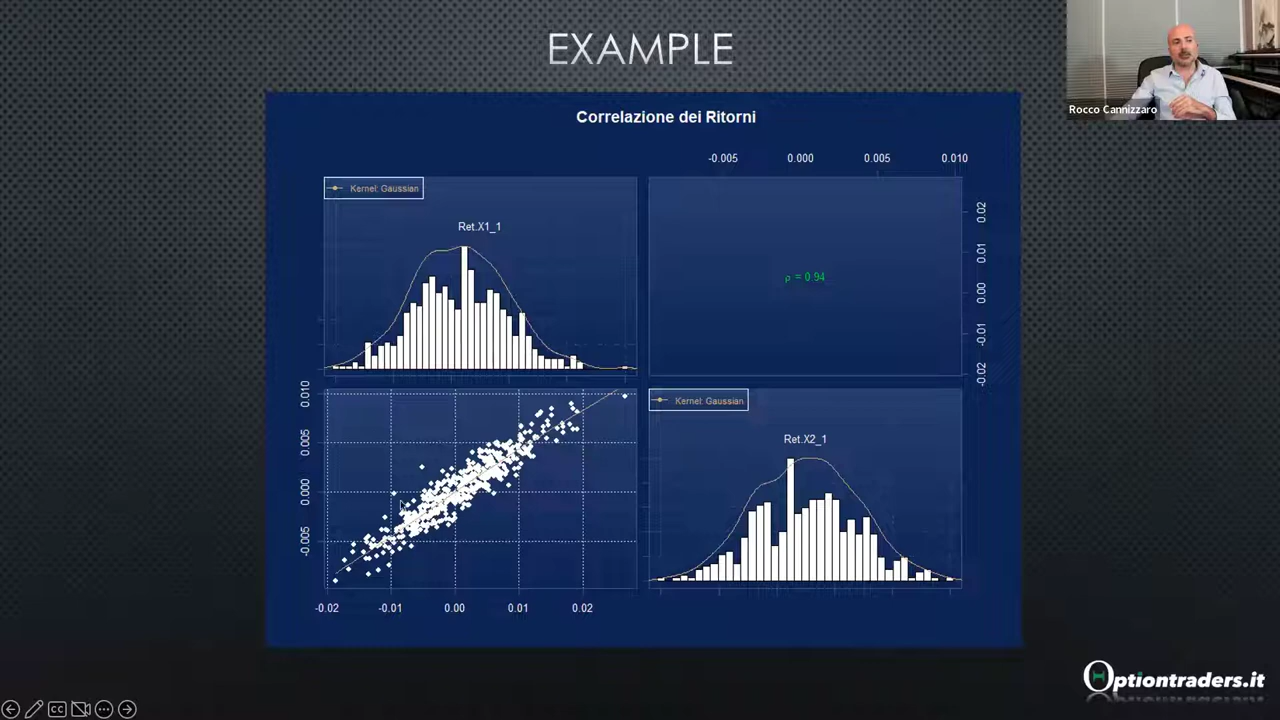 EXAMPLE
Rocco Cannizzaro
Correlazione dei Ritorni
-0.005 0.000 0.005 0.010
Kernel: Gaussian
Ret.X1_1
ρ = 0.94
0.02
0.01
0.00
-0.01
-0.02
0.010
0.005
0.000
-0.005
-0.02 -0.01 0.00 0.01 0.02
Kernel: Gaussian
Ret.X2_1
Optiontraders.it
CC